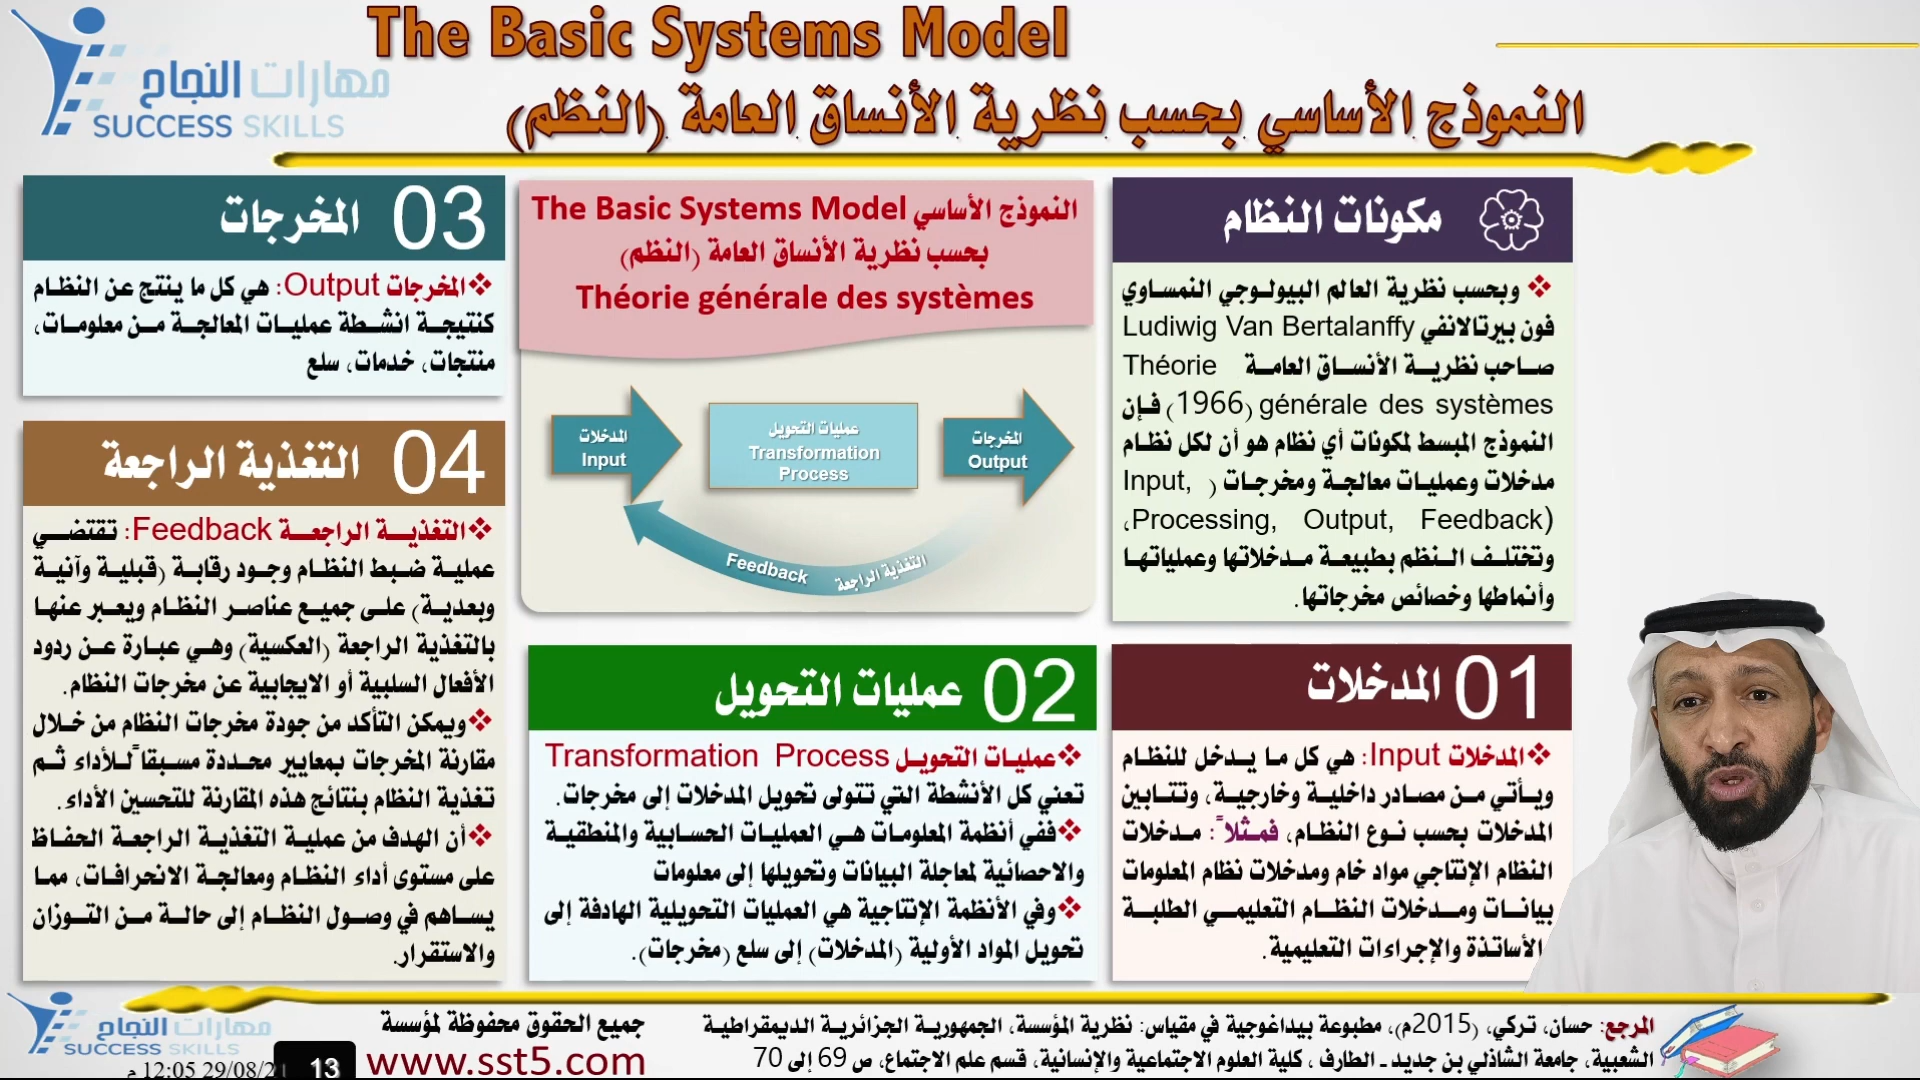 The Basic Systems Model
النموذج الأساسي بحسب نظرية الأنساق العامة (النظم)
مهارات النجاح
SUCCESS SKILLS
مكونات النظام
❖ وبحسب نظرية العالم البيولوجي النمساوي
فون بيرتالانفي Ludiwig Van Bertalanffy
صاحب نظرية الأنساق العامة Théorie
générale des systèmes (1966) فإن
النموذج المبسط لمكونات أي نظام هو أن لكل نظام
مدخلات وعمليات معالجة ومخرجات ( Input,
Processing, Output, Feedback)،
وتختلف النظم بطبيعة مدخلاتها وعملياتها
وأنماطها وخصائص مخرجاتها.
النموذج الأساسي The Basic Systems Model
بحسب نظرية الأنساق العامة (النظم)
Théorie générale des systèmes
المدخلات
Input
عمليات التحويل
Transformation
Process
المخرجات
Output
Feedback التغذية الراجعة
01 المدخلات
❖المدخلات Input: هي كل ما يدخل للنظام
ويأتي من مصادر داخلية وخارجية، وتتابين
المدخلات بحسب نوع النظام، فمثلاً: مدخلات
النظام الإنتاجي مواد خام ومدخلات نظام المعلومات
بيانات ومدخلات النظام التعليمي الطلبة
والأساتذة والإجراءات التعليمية.
02 عمليات التحويل
❖عمليات التحويل Transformation Process
تعني كل الأنشطة التي تتولى تحويل المدخلات إلى مخرجات.
❖ففي أنظمة المعلومات هي العمليات الحسابية والمنطقية
والاحصائية لمعاجلة البيانات وتحويلها إلى معلومات
❖وفي الأنظمة الإنتاجية هي العمليات التحويلية الهادفة إلى
تحويل المواد الأولية (المدخلات) إلى سلع (مخرجات).
03 المخرجات
❖المخرجات Output: هي كل ما ينتج عن النظام
كنتيجة انشطة عمليات المعالجة من معلومات،
منتجات، خدمات، سلع
04 التغذية الراجعة
❖التغذية الراجعة Feedback: تقتضي
عملية ضبط النظام وجود رقابة (قبلية وآنية
وبعدية) على جميع عناصر النظام ويعبر عنها
بالتغذية الراجعة (العكسية) وهي عبارة عن ردود
الأفعال السلبية أو الايجابية عن مخرجات النظام.
❖ويمكن التأكد من جودة مخرجات النظام من خلال
مقارنة المخرجات بمعايير محددة مسبقاً للأداء ثم
تغذية النظام بنتائج هذه المقارنة للتحسين الأداء.
❖أن الهدف من عملية التغذية الراجعة الحفاظ
على مستوى أداء النظام ومعالجة الانحرافات، مما
يساهم في وصول النظام إلى حالة من التوزان
والاستقرار.
المرجع: حسان، تركي، (2015م)، مطبوعة بيداغوجية في مقياس: نظرية المؤسسة، الجمهورية الجزائرية الديمقراطية
الشعبية، جامعة الشاذلي بن جديد ـ الطارف ، كلية العلوم الاجتماعية والإنسانية، قسم علم الاجتماع، ص 69 إلى 70
جميع الحقوق محفوظة لمؤسسة
www.sst5.com
13
مهارات النجاح
SUCCESS SKILLS
29/08/2 12:05 م